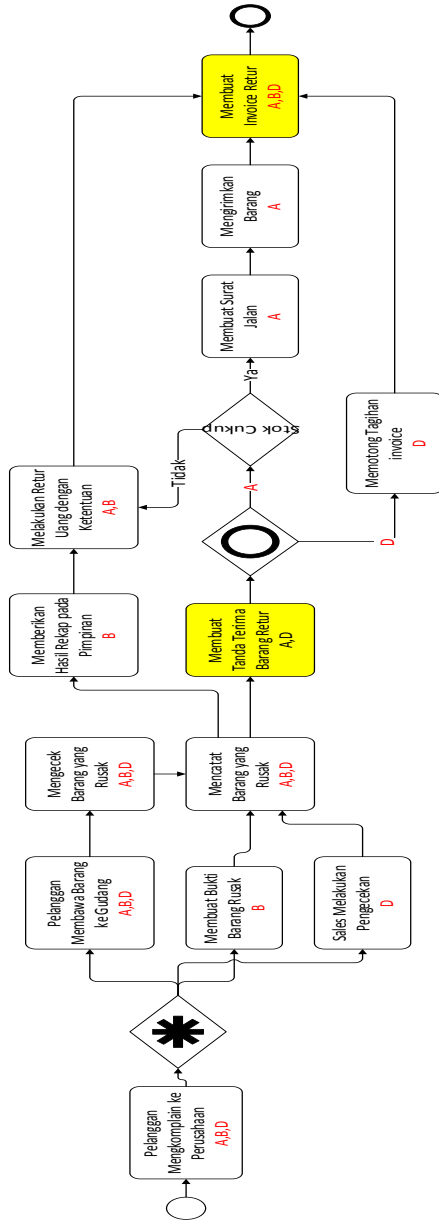 Pelanggan
Mengkomplain ke
Perusahaan
A,B,D
Pelanggan
Membawa Barang
ke Gudang
A,B,D
Membuat Bukti
Barang Rusak
B
Sales Melakukan
Pengecekan
D
Mengecek
Barang yang
Rusak
A,B,D
Mencatat
Barang yang
Rusak
A,B,D
Memberikan
Hasil Rekap pada
Pimpinan
B
Membuat
Tanda Terima
Barang Retur
A,D
Melakukan Retur
Uang dengan
Ketentuan
A,B
A
D
Stok Cukup
Tidak
Ya
Memotong Tagihan
invoice
D
Membuat Surat
Jalan
A
Mengirimkan
Barang
A
Membuat
Invoice Retur
A,B,D